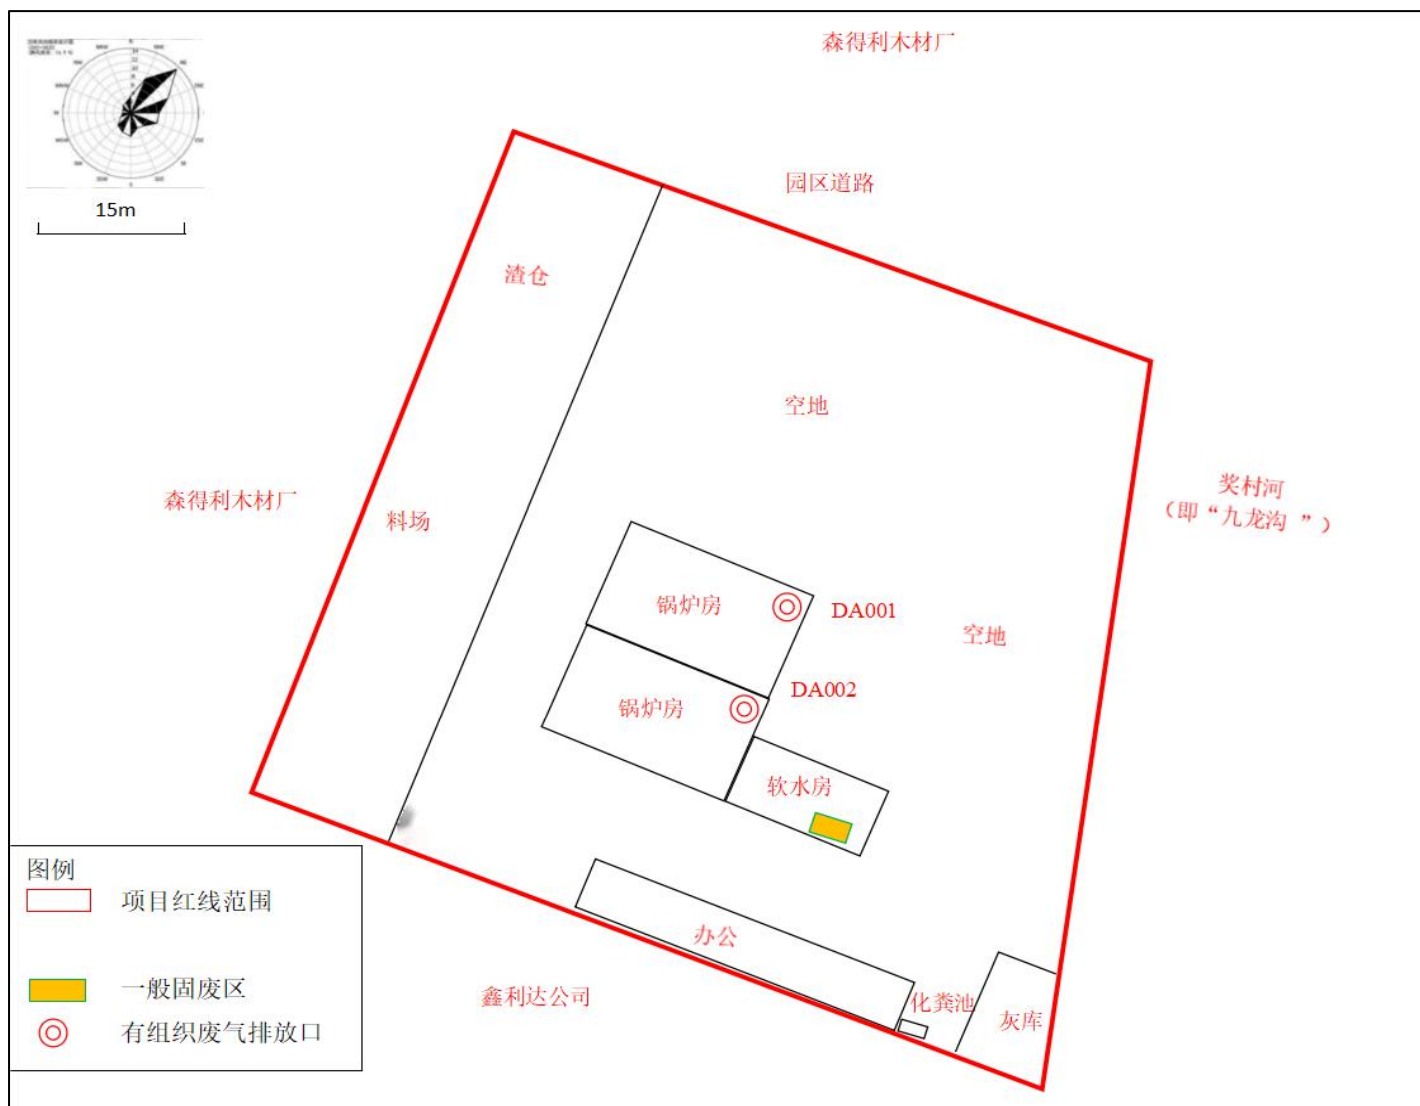 森得利木材厂
N
NE
15m
园区道路
渣仓
空地
森得利木材厂
料场
奖村河
（即“九龙沟 ”）
锅炉房
DA001
空地
锅炉房
DA002
软水房
图例
项目红线范围
一般固废区
有组织废气排放口
办公
鑫利达公司
化粪池
灰库